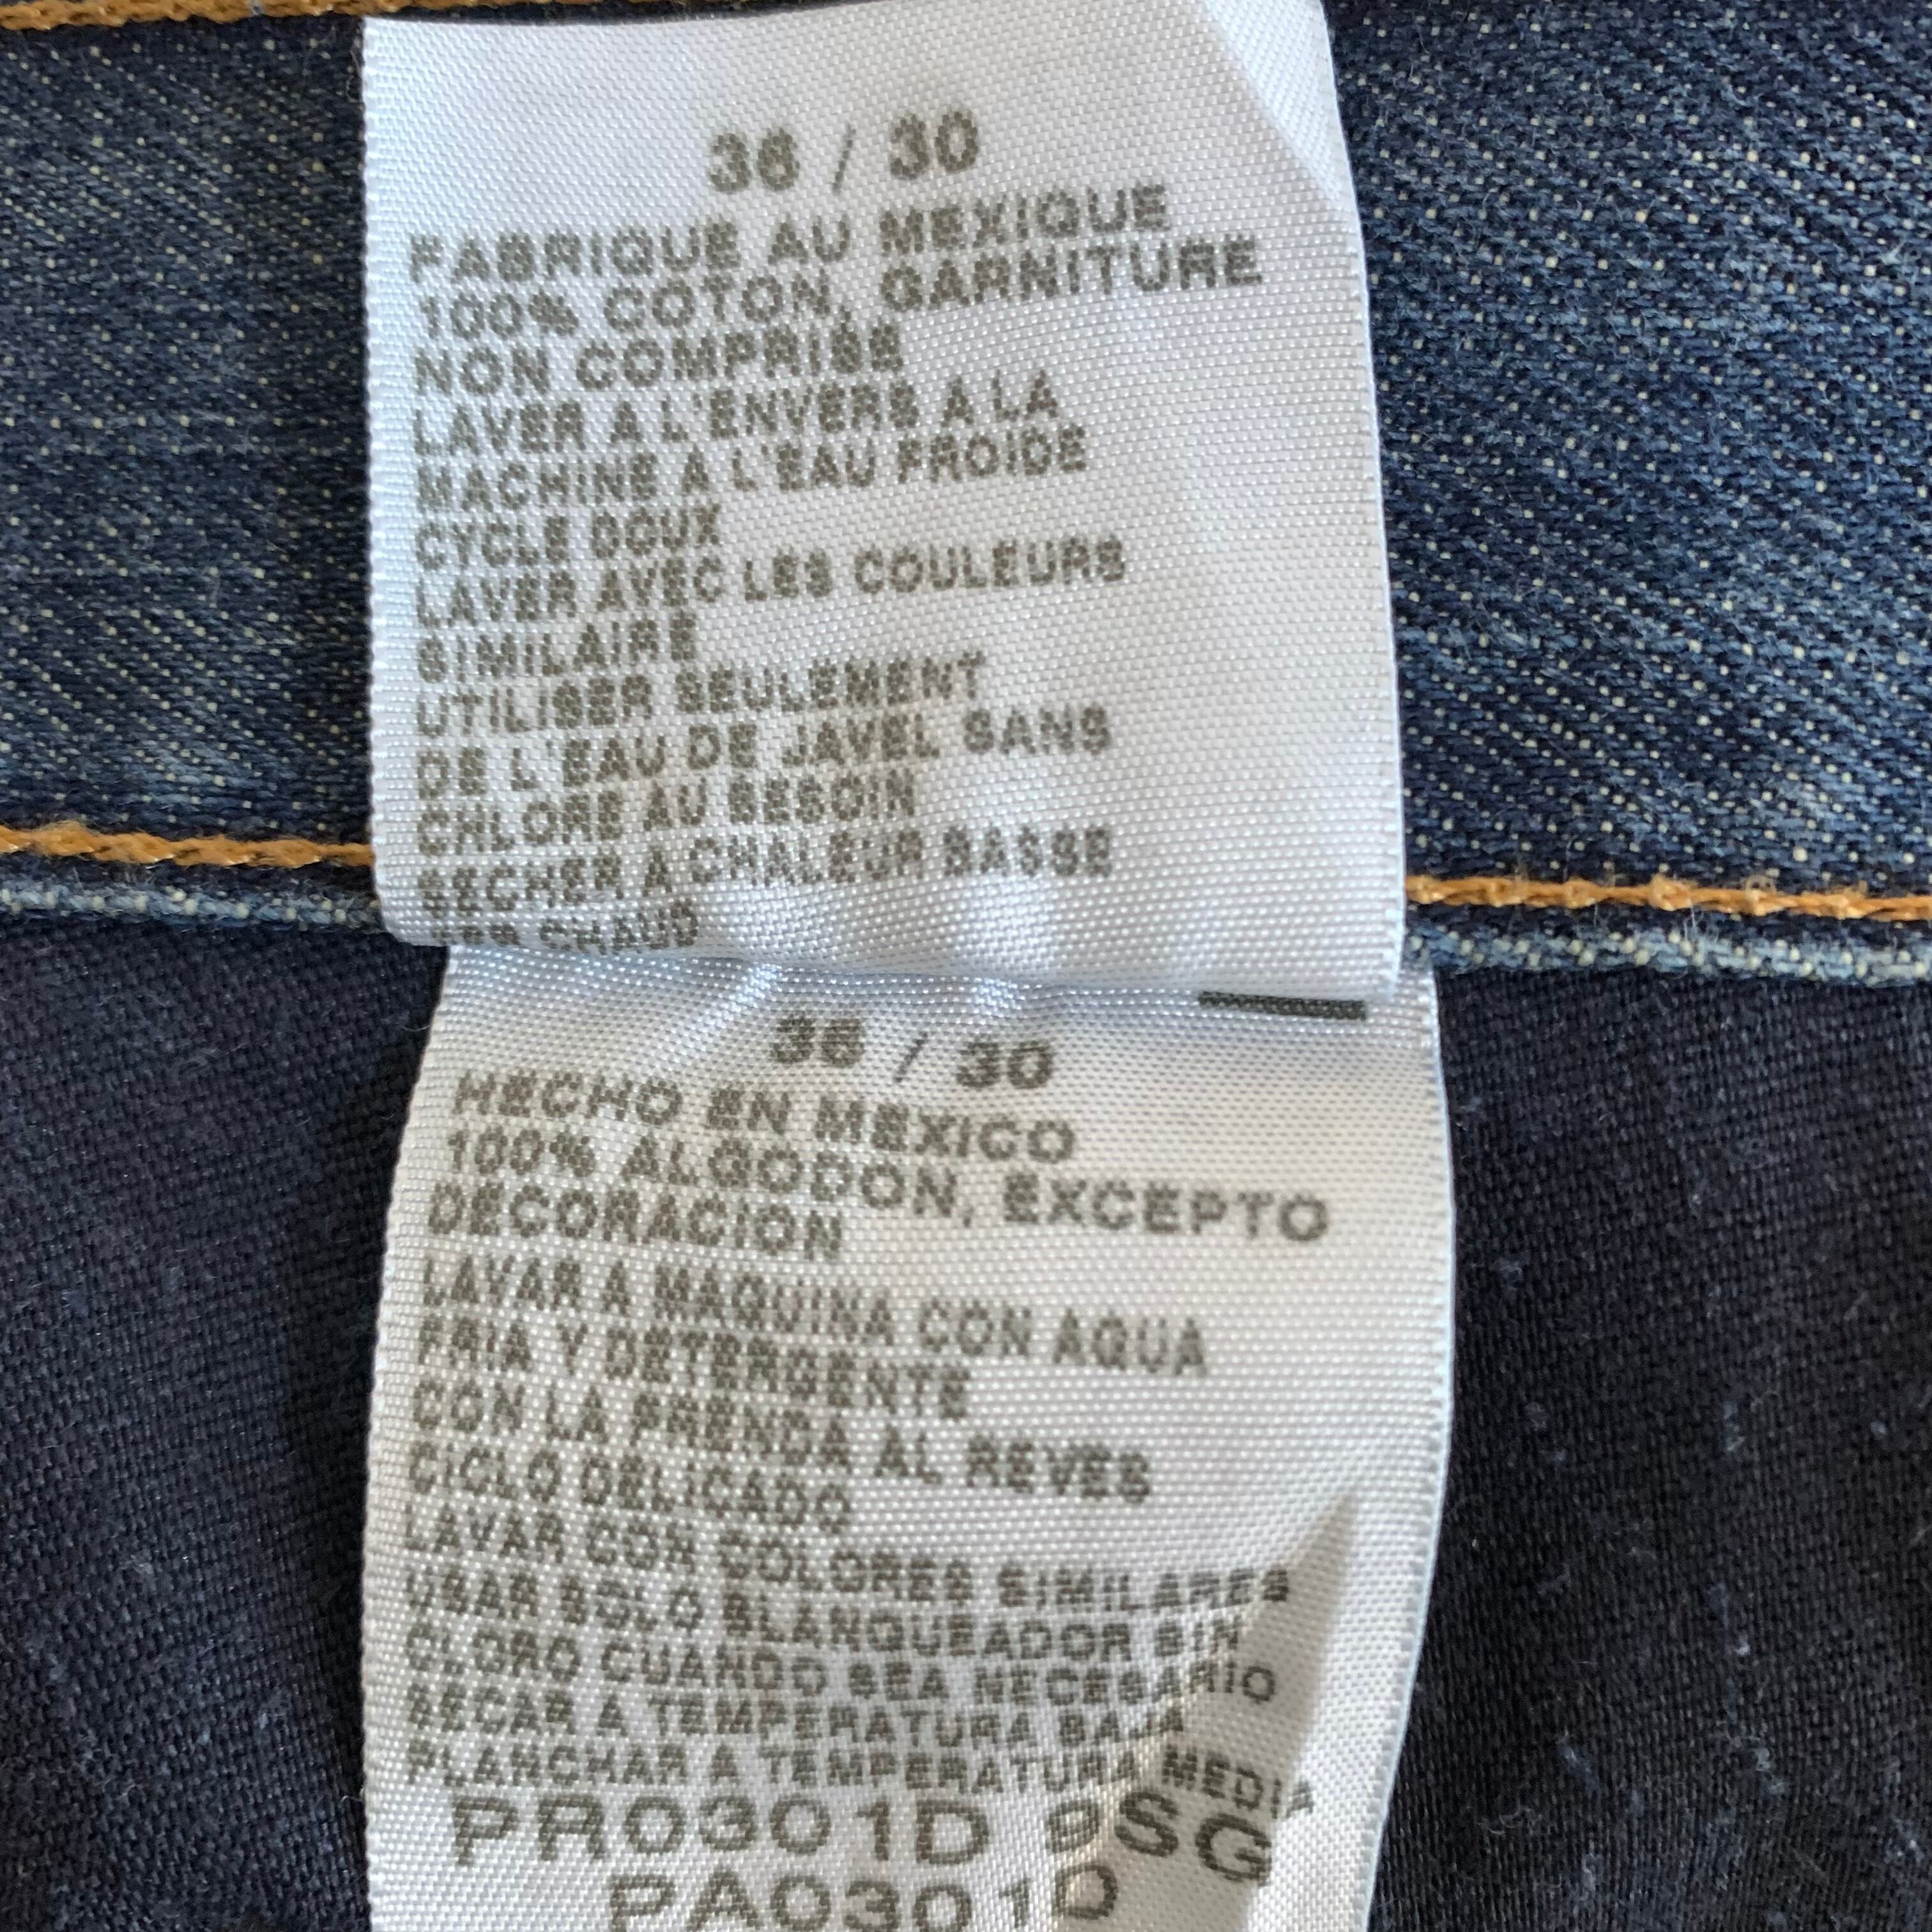 36 / 30
FABRIQUE AU MEXIQUE
100% COTON, GARNITURE
NON COMPRISE
LAVER A L'ENVERS A LA
MACHINE A L'EAU FROIDE
CYCLE DOUX
LAVER AVEC LES COULEURS
SIMILAIRE
UTILISER SEULEMENT
DE L'EAU DE JAVEL SANS
CHLORE AU BESOIN
SECHER A CHALEUR BASSE
FER CHAUD
36 / 30
HECHO EN MEXICO
100% ALGODON, EXCEPTO
DECORACION
LAVAR A MAQUINA CON AGUA
FRIA Y DETERGENTE
CON LA PRENDA AL REVES
CICLO DELICADO
LAVAR CON COLORES SIMILARES
USAR SOLO BLANQUEADOR SIN
CLORO CUANDO SEA NECESARIO
SECAR A TEMPERATURA BAJA
PLANCHAR A TEMPERATURA MEDIA
PR0301D SG
PA0301D